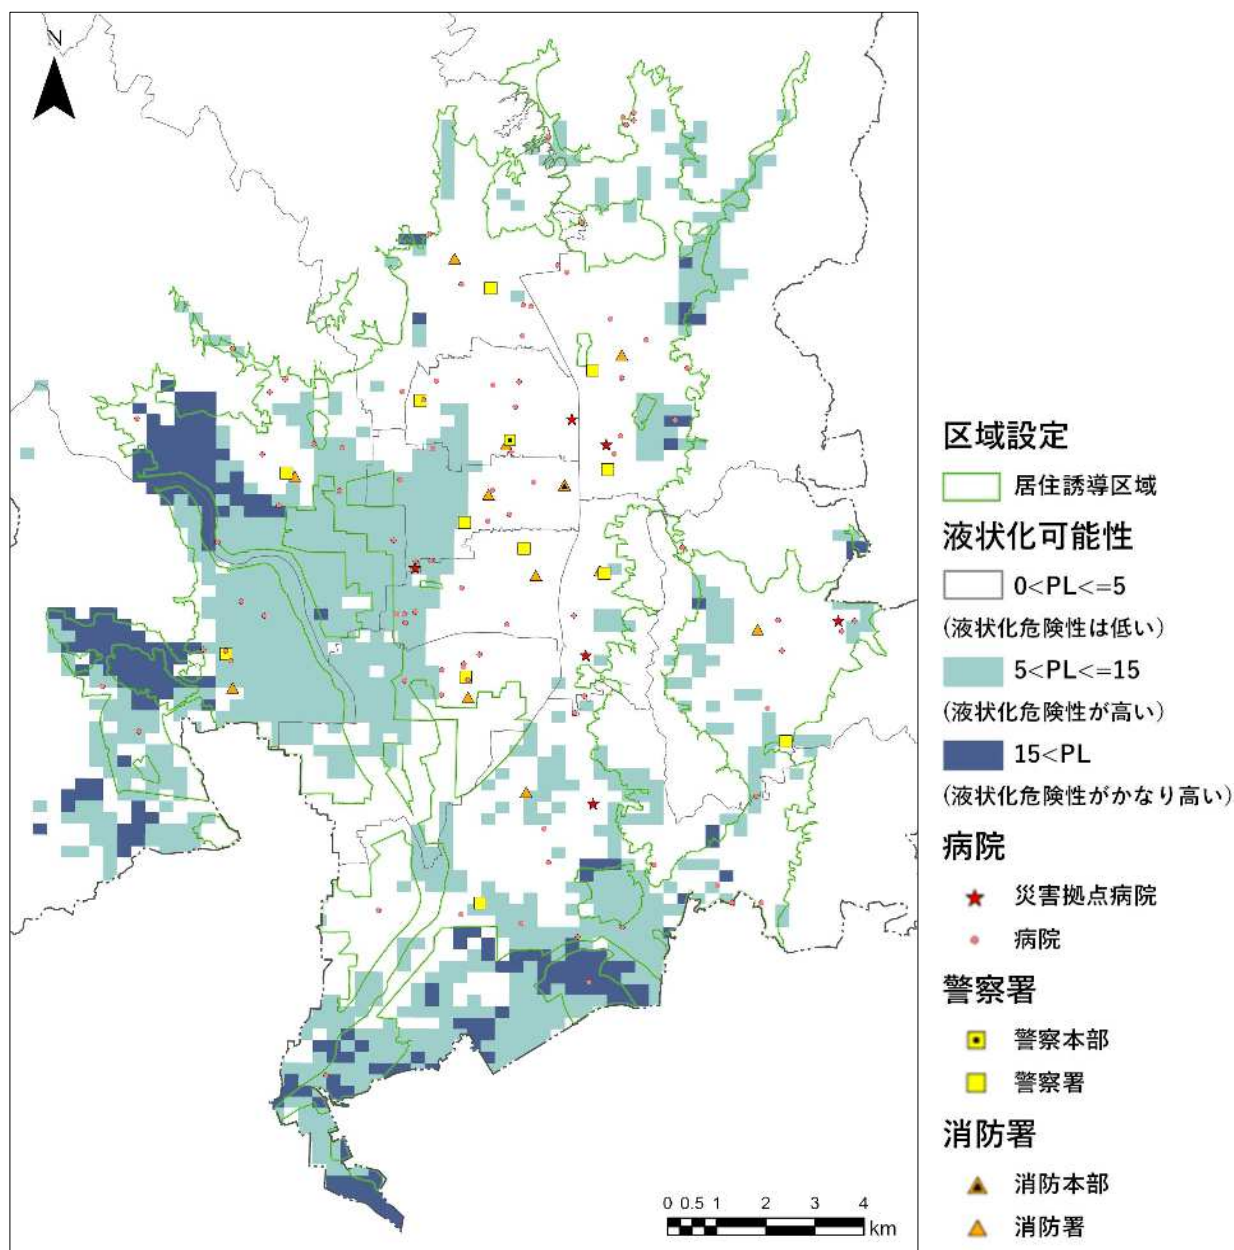 N
区域設定
居住誘導区域
液状化可能性
0<PL<=5
(液状化危険性は低い)
5<PL<=15
(液状化危険性が高い)
15<PL
(液状化危険性がかなり高い)
病院
災害拠点病院
病院
警察署
警察本部
警察署
消防署
消防本部
消防署
0 0.5 1 2 3 4
km